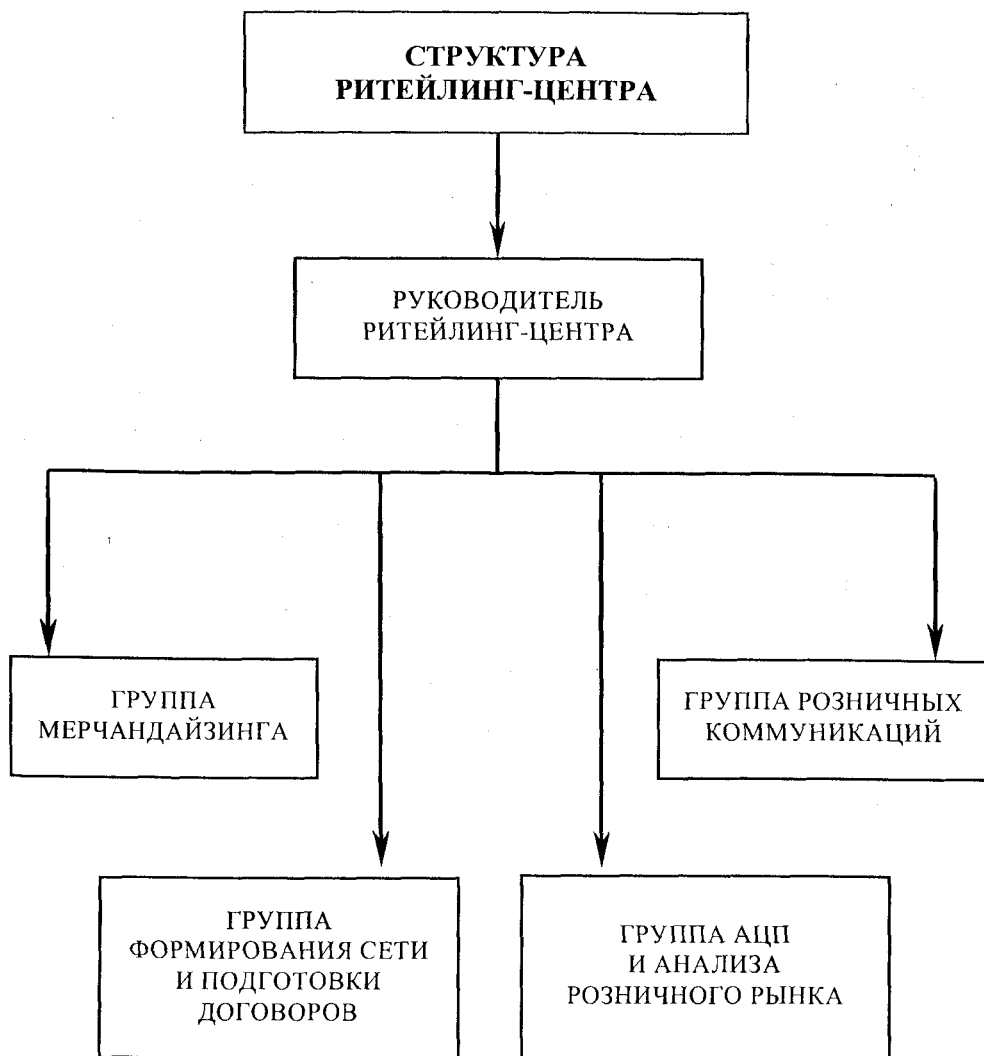 СТРУКТУРА
РИТЕЙЛИНГ-ЦЕНТРА
РУКОВОДИТЕЛЬ
РИТЕЙЛИНГ-ЦЕНТРА
ГРУППА
МЕРЧАНДАЙЗИНГА
ГРУППА РОЗНИЧНЫХ
КОММУНИКАЦИЙ
ГРУППА
ФОРМИРОВАНИЯ СЕТИ
И ПОДГОТОВКИ
ДОГОВОРОВ
ГРУППА АЦП
И АНАЛИЗА
РОЗНИЧНОГО РЫНКА